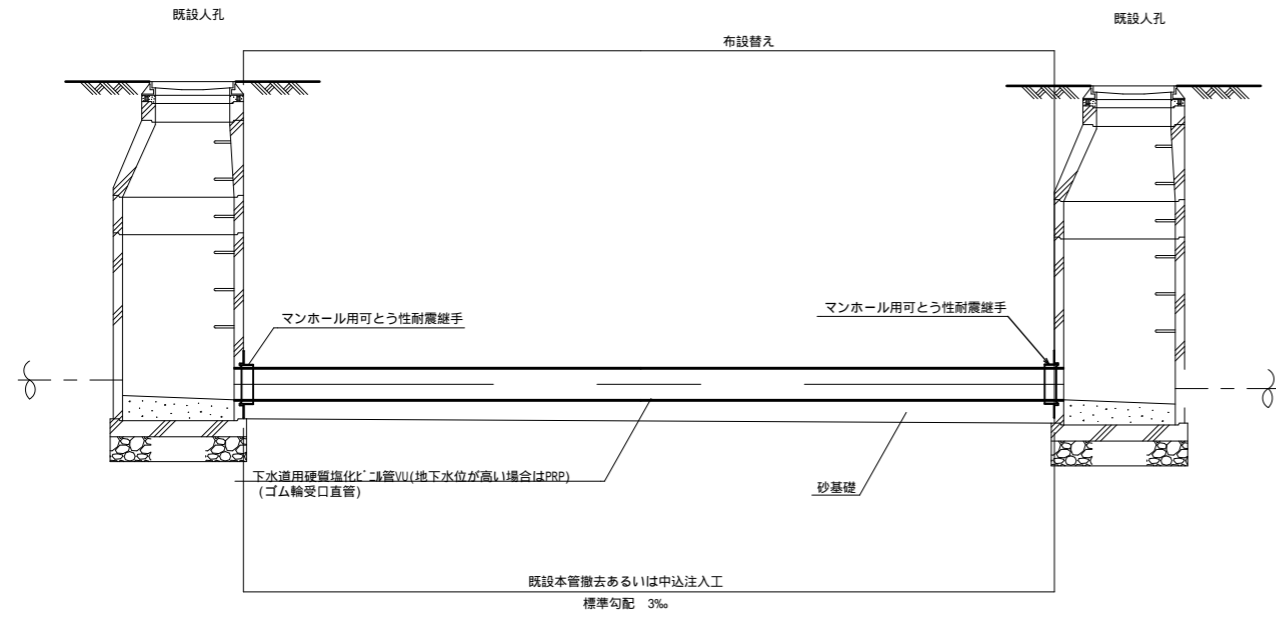 既設人孔
既設人孔
布設替え
マンホール用可とう性耐震継手
マンホール用可とう性耐震継手
下水道用硬質塩化ビニル管VU(地下水位が高い場合はPRP)
(ゴム輪受口直管)
砂基礎
既設本管撤去あるいは中込注入工
標準勾配 3‰